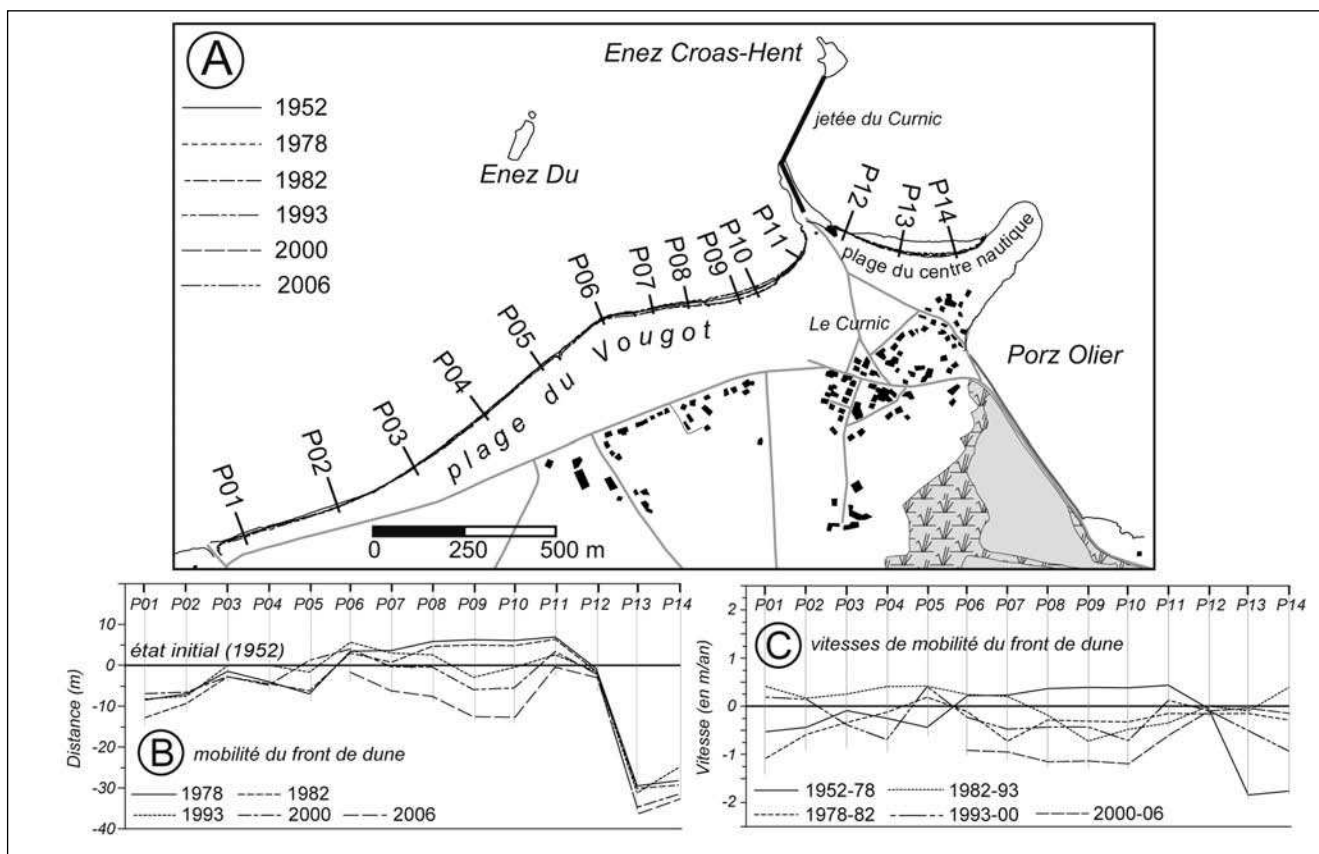 A
1952
1978
1982
1993
2000
2006
Enez Croas-Hent
jetée du Curnic
Enez Du
P12
P13
P14
plage du centre nautique
P11
P10
P09
P08
P07
P06
P05
P04
P03
P02
P01
plage du Vougot
Le Curnic
Porz Olier
0 250 500 m
P01 P02 P03 P04 P05 P06 P07 P08 P09 P10 P11 P12 P13 P14
10
0
-10
-20
-30
-40
Distance (m)
état initial (1952)
B mobilité du front de dune
1978 1982
1993 2000 2006
P01 P02 P03 P04 P05 P06 P07 P08 P09 P10 P11 P12 P13 P14
2
1
0
-1
-2
Vitesse (en m/an)
C vitesses de mobilité du front de dune
1952-78 1982-93
1978-82 1993-00 2000-06